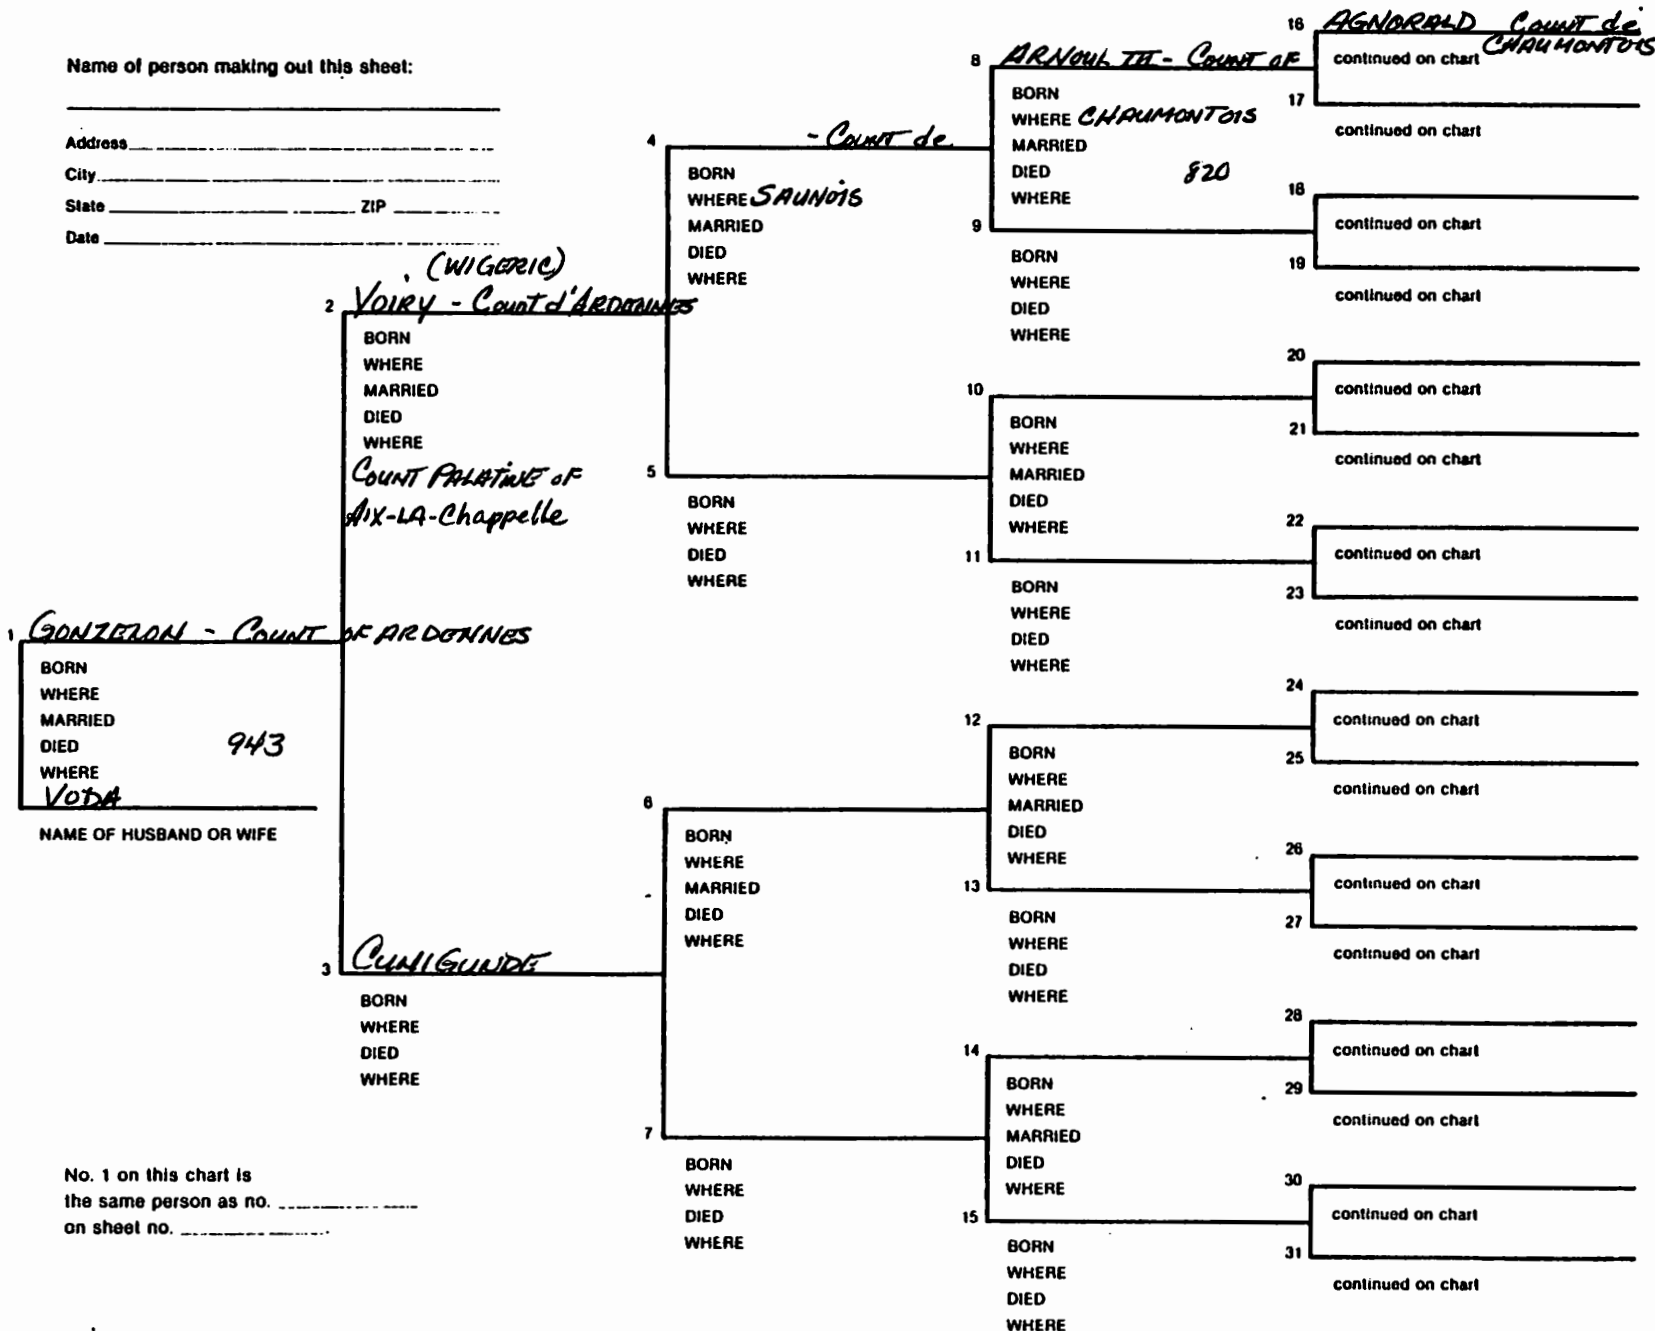 Name of person making out this sheet:
Address
City
State ZIP
Date
1 GONZELON - COUNT OF ARDENNES
BORN
WHERE
MARRIED
DIED 943
WHERE
VODA
NAME OF HUSBAND OR WIFE
No. 1 on this chart is
the same person as no.
on sheet no.
(WIGERIC)
2 VOIRY - Count d'ARDENNES
BORN
WHERE
MARRIED
DIED
WHERE
COUNT PALATINE OF
AIX-LA-Chappelle
3 CUNIGUNDE
BORN
WHERE
DIED
WHERE
4 - COUNT de
BORN
WHERE SAUNOIS
MARRIED
DIED
WHERE
5
BORN
WHERE
DIED
WHERE
6
BORN
WHERE
MARRIED
DIED
WHERE
7
BORN
WHERE
DIED
WHERE
8 ARNOUL III - COUNT OF
BORN
WHERE CHAUMONTOIS
MARRIED
DIED 820
WHERE
9
BORN
WHERE
DIED
WHERE
10
BORN
WHERE
MARRIED
DIED
WHERE
11
BORN
WHERE
DIED
WHERE
12
BORN
WHERE
MARRIED
DIED
WHERE
13
BORN
WHERE
DIED
WHERE
14
BORN
WHERE
MARRIED
DIED
WHERE
15
BORN
WHERE
DIED
WHERE
16 AGNORALD COUNT de
CHAUMONTOIS
continued on chart
17
continued on chart
18
continued on chart
19
continued on chart
20
continued on chart
21
continued on chart
22
continued on chart
23
continued on chart
24
continued on chart
25
continued on chart
26
continued on chart
27
continued on chart
28
continued on chart
29
continued on chart
30
continued on chart
31
continued on chart